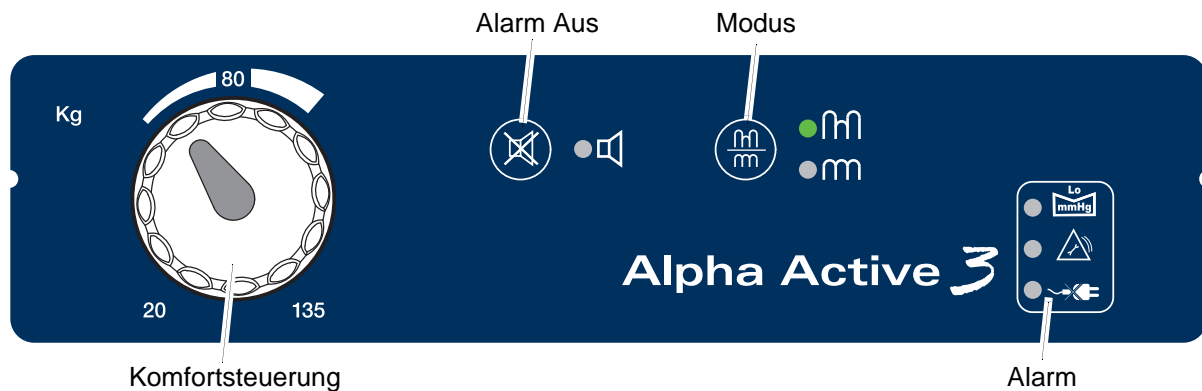 Alarm Aus
Modus
80
Kg
Lo
mmHg
Alpha Active 3
20
135
Komfortsteuerung
Alarm